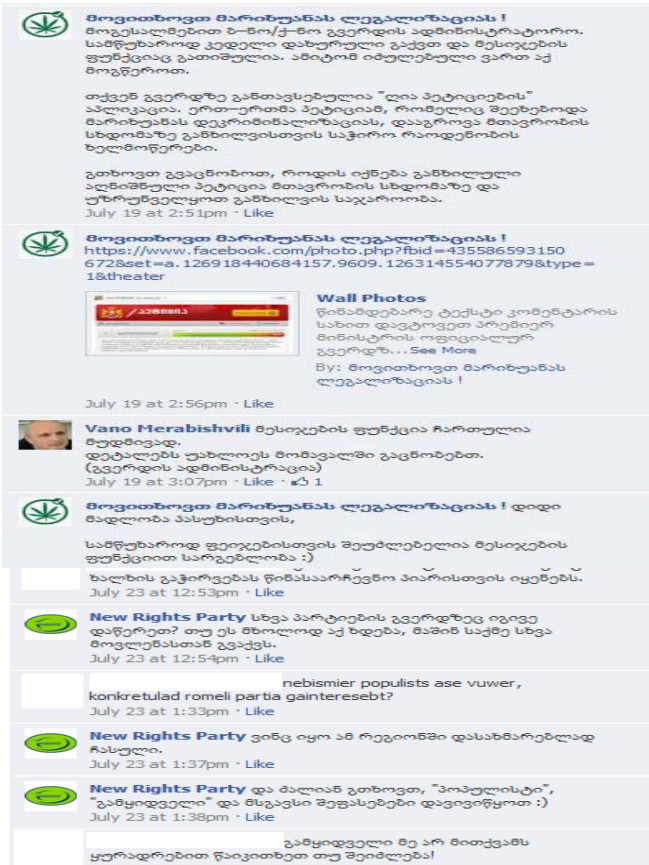 მოვითხოვთ მარიხუანას ლეგალიზაციას !
მოგესალმებით ბ-ნო/ქ-ნო გვერდის ადმინისტრატორო.
სამწუხაროდ კედელი დახურული გაქვთ და მესიჯების
ფუნქციაც გათიშულია. ამიტომ იძულებული ვართ აქ
მოგწეროთ.
თქვენ გვერდზე განთავსებულია "ღია პეტიციების"
აპლიკაცია. ერთ-ერთმა პეტიციამ, რომელიც შეეხებოდა
მარიხუანას დეკრიმინალიზაციას, დააგროვა მთავრობის
სხდომაზე განხილვისთვის საჭირო რაოდენობის
ხელმოწერები.
გთხოვთ გვაცნობოთ, როდის იქნება განხილული
აღნიშნული პეტიცია მთავრობის სხდომაზე და
უზრუნველყოთ განხილვის საჯაროობა.
July 19 at 2:51pm · Like
მოვითხოვთ მარიხუანას ლეგალიზაციას !
https://www.facebook.com/photo.php?fbid=435586593150
672&set=a.126918440684157.9609.126314554077879&type=
1&theater
/ პეტიცია
Wall Photos
წინამდებარე ტექსტი კომენტარის
სახით დავტოვეთ პრემიერ
მინისტრის ოფიციალურ
გვერდზ... See More
By: მოვითხოვთ მარიხუანას
ლეგალიზაციას !
July 19 at 2:56pm · Like
Vano Merabishvili მესიჯების ფუნქცია ჩართულია
მუდმივად.
დეტალებს უახლოეს მომავალში გაცნობებთ.
(გვერდის ადმინისტრაცია)
July 19 at 3:07pm · Like · 1
მოვითხოვთ მარიხუანას ლეგალიზაციას ! დიდი
მადლობა პასუხისთვის,
სამწუხაროდ ფეიჯებისთვის შეუძლებელია მესიჯების
ფუნქციით სარგებლობა :)
ხალხის გაჭირვებას წინასაარჩევნო პიარისთვის იყენებს.
July 23 at 12:53pm · Like
New Rights Party სხვა პარტიების გვერდზეც იგივე
დაწერეთ? თუ ეს მხოლოდ აქ ხდება, მაშინ საქმე სხვა
მოვლენასთან გვაქვს.
July 23 at 12:54pm · Like
nebismier populists ase vuwer,
konkretulad romeli partia gainteresebt?
July 23 at 1:33pm · Like
New Rights Party ვინც იყო ამ რეგიონში დასახმარებლად
ჩასული.
July 23 at 1:37pm · Like
New Rights Party და ძალიან გთხოვთ, "პოპულისტი",
"გამყიდველი" და მსგავსი შეფასებები დავივიწყოთ :)
July 23 at 1:38pm · Like
გამყიდველი მე არ მითქვამს
ყურადრებით წაიკითხეთ თუ შეიძლება!